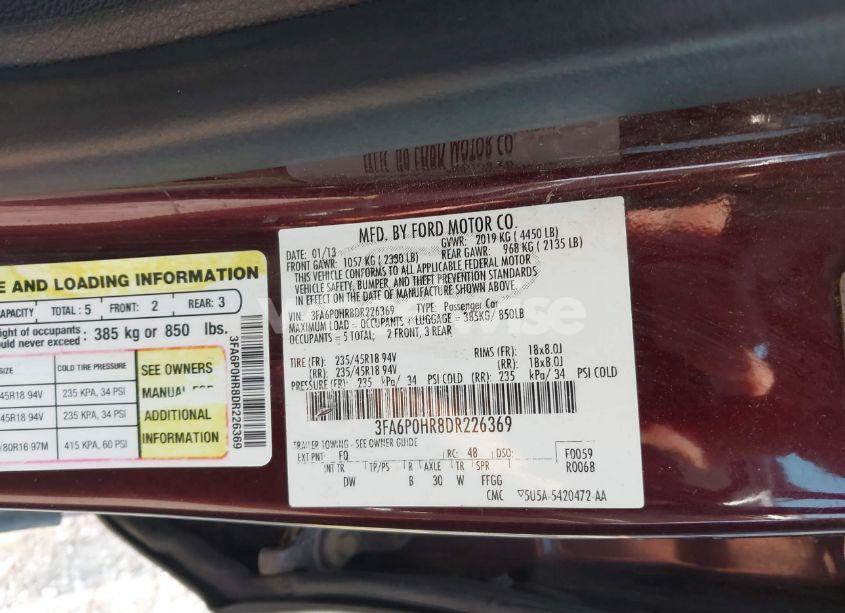 MFD. BY FORD MOTOR CO.
DATE: 01/13
GVWR: 2019 KG ( 4450 LB)
FRONT GAWR: 1057 KG ( 2330 LB)
REAR GAWR: 968 KG ( 2135 LB)
THIS VEHICLE CONFORMS TO ALL APPLICABLE FEDERAL MOTOR
VEHICLE SAFETY, BUMPER, AND THEFT PREVENTION STANDARDS
IN EFFECT ON THE DATE OF MANUFACTURE SHOWN ABOVE.
VIN: 3FA6P0HR8DR226369 TYPE: Passenger Car
MAXIMUM LOAD = OCCUPANTS + LUGGAGE = 385KG/ 850LB
OCCUPANTS = 5 TOTAL; 2 FRONT, 3 REAR
TIRE (FR): 235/45R18 94V RIMS (FR): 18x8.0J
(RR): 235/45R18 94V (RR): 18x8.0J
PRESSURE (FR): 235 kPa/ 34 PSI COLD (RR): 235 kPa/ 34 PSI COLD
3FA6P0HR8DR226369
TRAILER TOWING - SEE OWNER GUIDE
EXT PNT: FQ RC: 48 DSO: F0059
R0068
INT TR TP/PS R AXLE TR SPR
DW B 30 W FFGG
CMC 5U5A-5420472-AA
E AND LOADING INFORMATION
CAPACITY TOTAL : 5 FRONT: 2 REAR: 3
ght of occupants
ould never exceed : 385 kg or 850 lbs.
SIZE COLD TIRE PRESSURE SEE OWNERS
45R18 94V 235 KPA, 34 PSI MANUAL FOR
45R18 94V 235 KPA, 34 PSI ADDITIONAL
/80R16 97M 415 KPA, 60 PSI INFORMATION
3FA6P0HR8DR226369